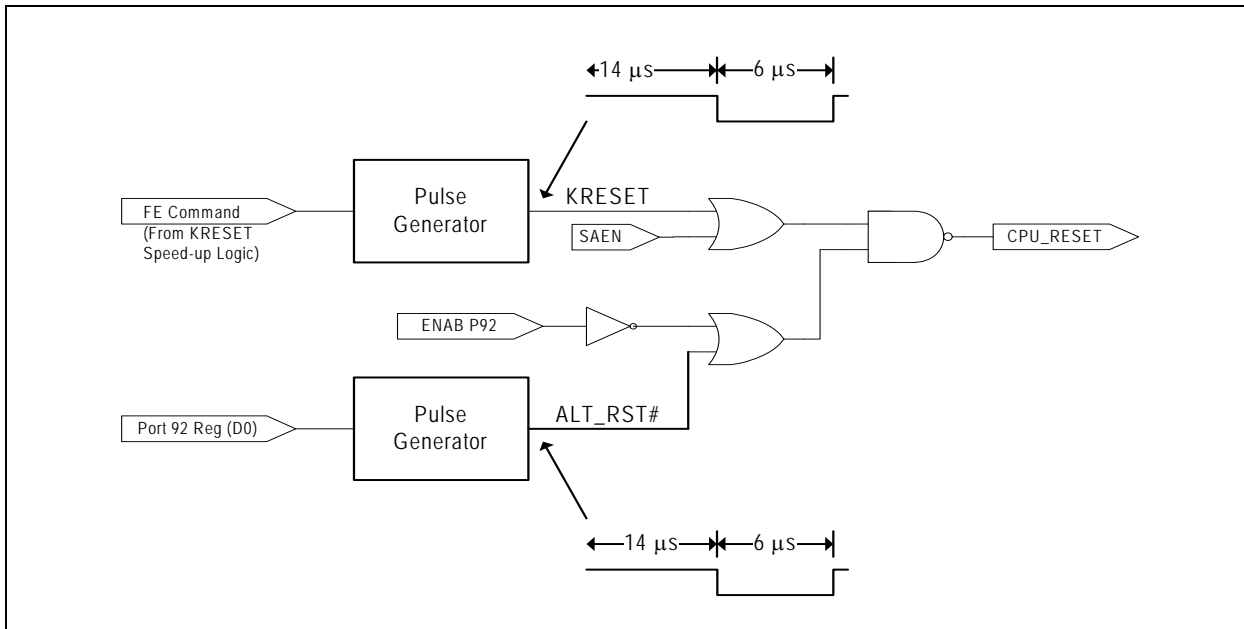 14 μs
6 μs
Pulse
Generator
KRESET
FE Command
(From KRESET
Speed-up Logic)
SAEN
CPU_RESET
ENAB P92
Pulse
Generator
ALT_RST#
Port 92 Reg (D0)
14 μs
6 μs